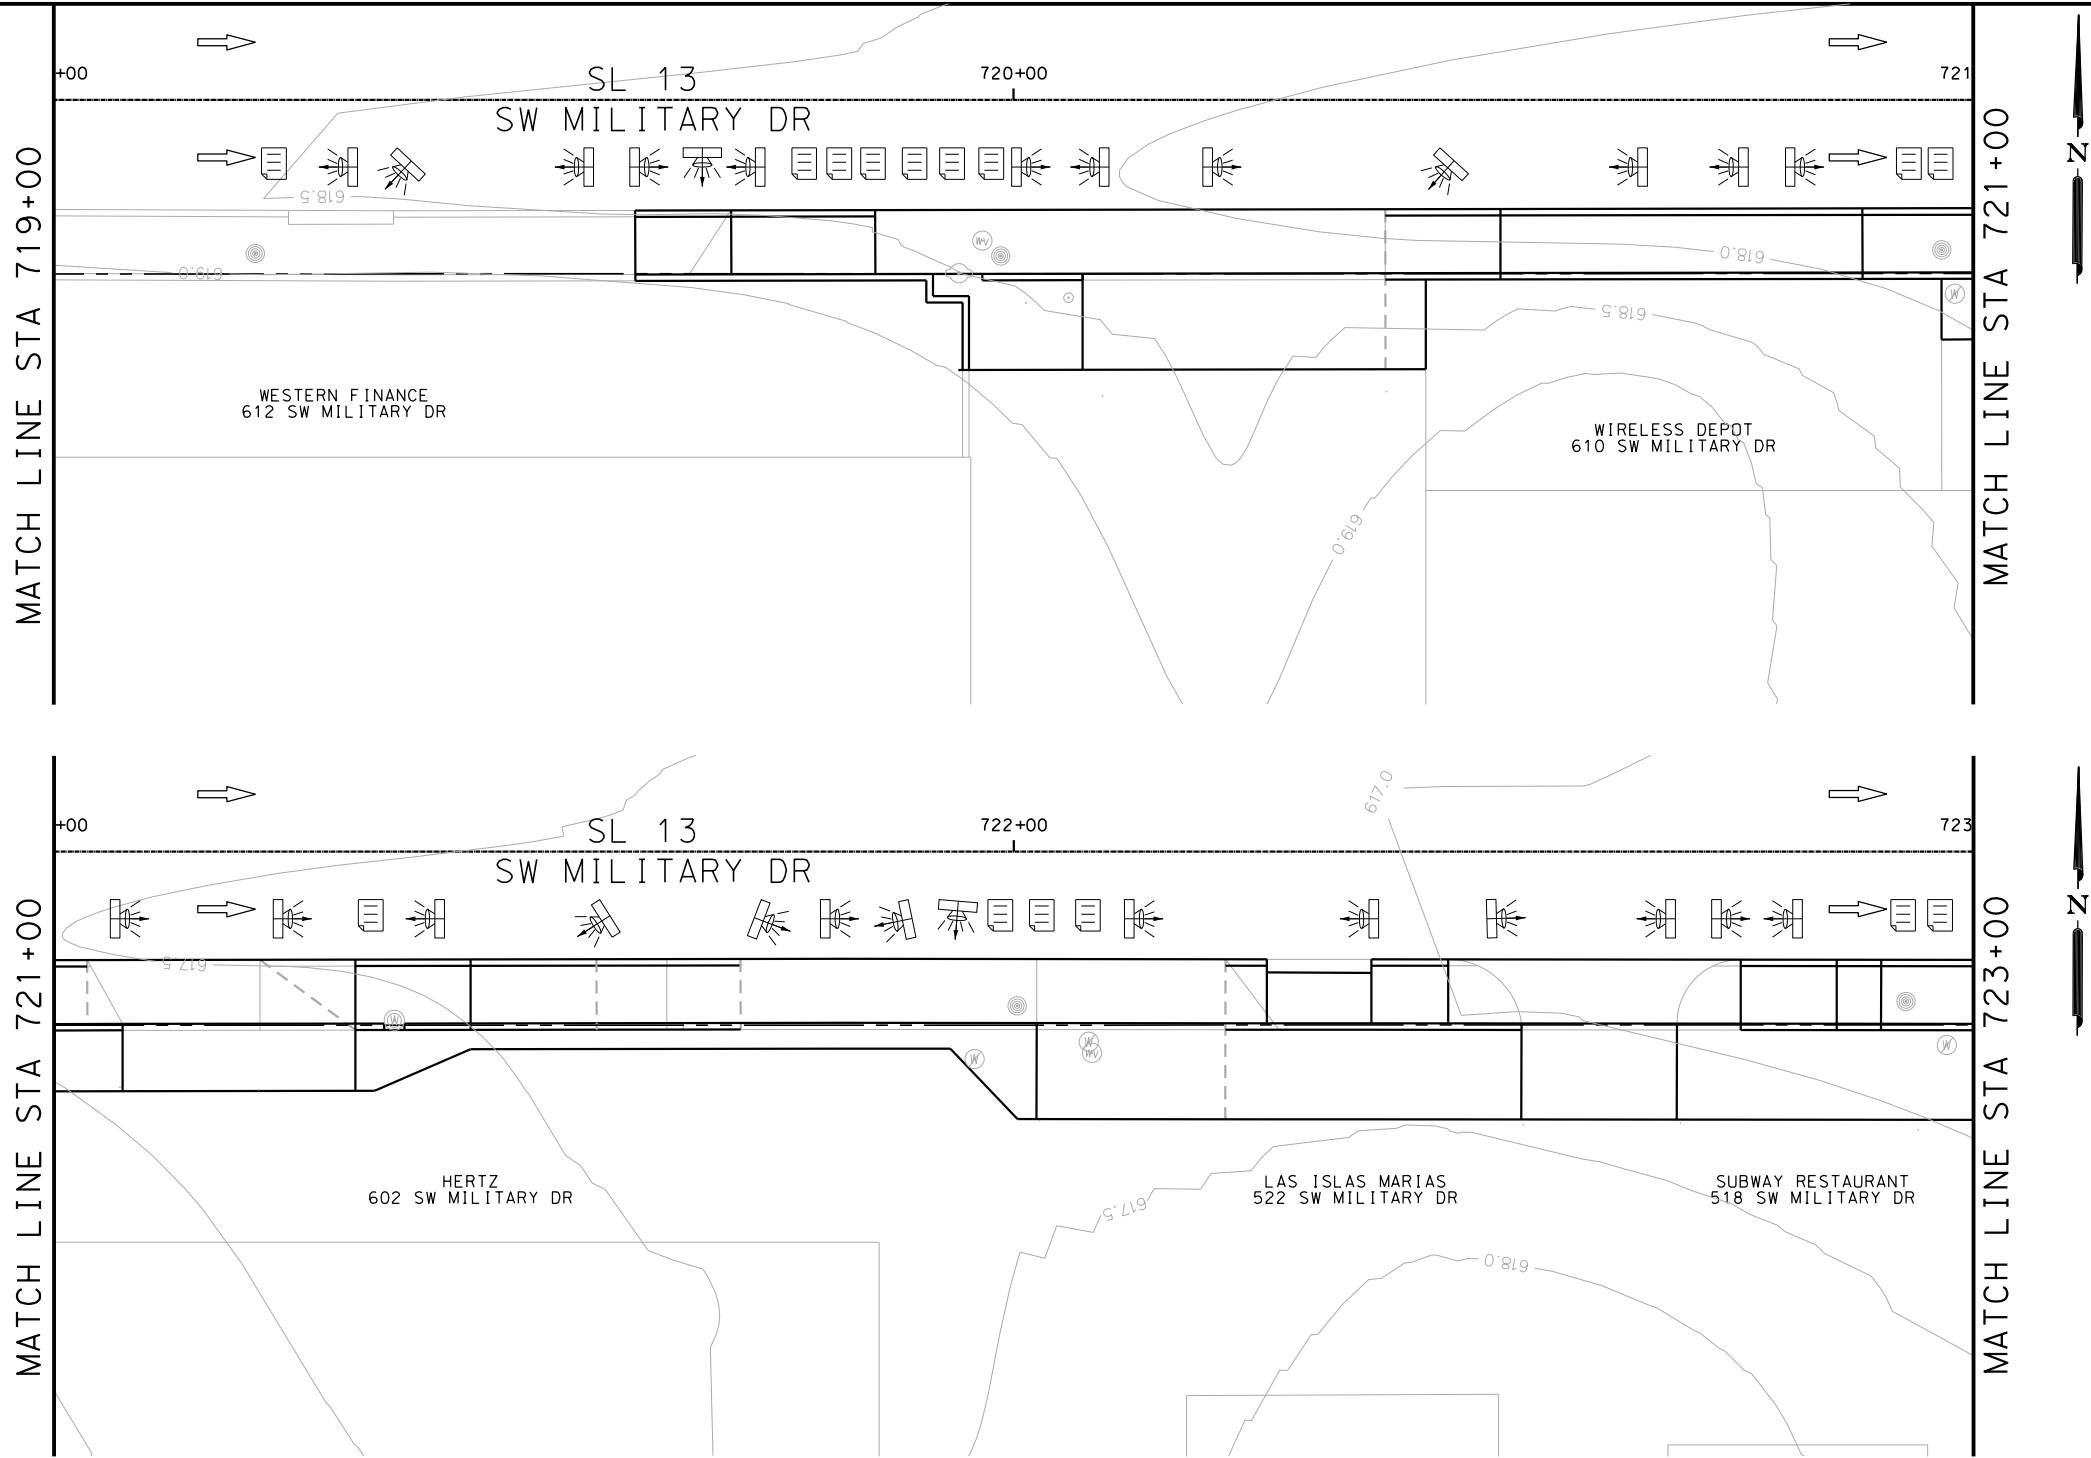 +00
SL 13
720+00
721
SW MILITARY DR
MATCH LINE STA 719+00
618.5
619.0
618.0
618.5
619.0
WESTERN FINANCE
612 SW MILITARY DR
WIRELESS DEPOT
610 SW MILITARY DR
MATCH LINE STA 721+00
N
W
WV
+00
SL 13
722+00
723
SW MILITARY DR
MATCH LINE STA 721+00
617.0
617.5
W
W
W
WV
W
HERTZ
602 SW MILITARY DR
LAS ISLAS MARIAS
522 SW MILITARY DR
SUBWAY RESTAURANT
518 SW MILITARY DR
617.5
618.0
MATCH LINE STA 723+00
N